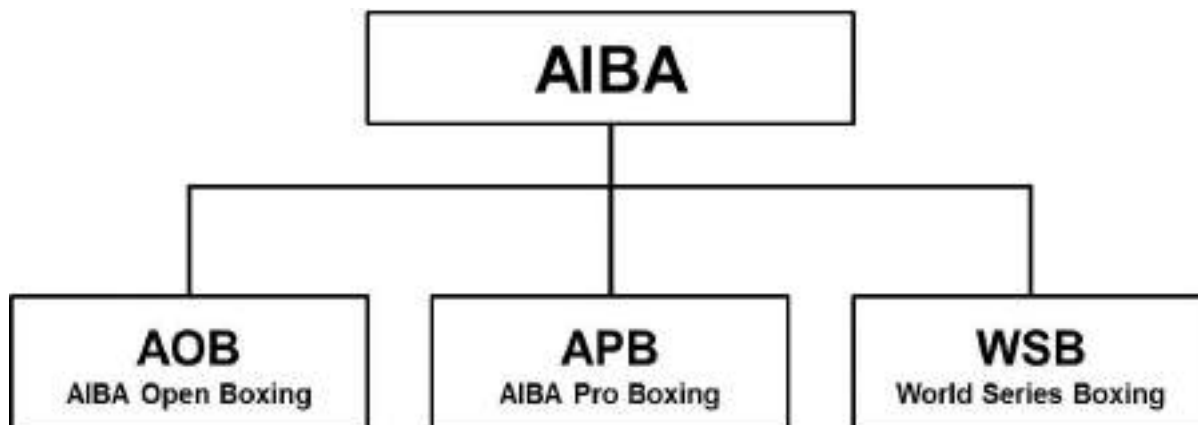 AIBA
AOB
AIBA Open Boxing
APB
AIBA Pro Boxing
WSB
World Series Boxing